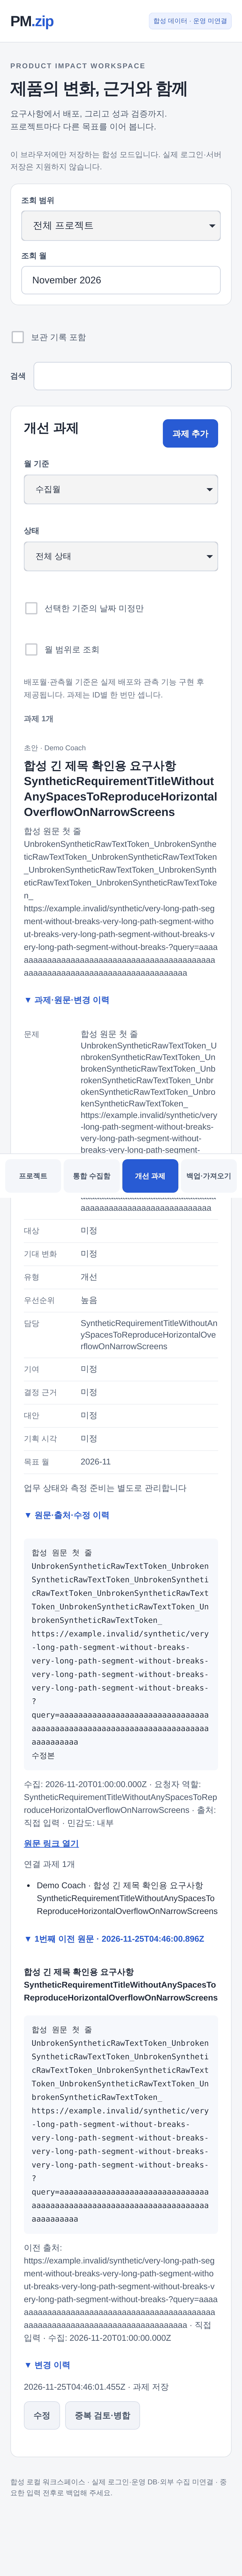 PM.zip
합성 데이터 · 운영 미연결
PRODUCT IMPACT WORKSPACE
제품의 변화, 근거와 함께
요구사항에서 배포, 그리고 성과 검증까지.
프로젝트마다 다른 목표를 이어 봅니다.
이 브라우저에만 저장하는 합성 모드입니다. 실제 로그인·서버
저장은 지원하지 않습니다.
조회 범위
전체 프로젝트
조회 월
November 2026
보관 기록 포함
검색
개선 과제
과제 추가
월 기준
수집월
상태
전체 상태
선택한 기준의 날짜 미정만
월 범위로 조회
배포월·관측월 기준은 실제 배포와 관측 기능 구현 후
제공됩니다. 과제는 ID별 한 번만 셉니다.
과제 1개
초안 · Demo Coach
합성 긴 제목 확인용 요구사항
SyntheticRequirementTitleWithout
AnySpacesToReproduceHorizontal
OverflowOnNarrowScreens
합성 원문 첫 줄
UnbrokenSyntheticRawTextToken_UnbrokenSynthe
ticRawTextToken_UnbrokenSyntheticRawTextToken
_UnbrokenSyntheticRawTextToken_UnbrokenSynth
eticRawTextToken_UnbrokenSyntheticRawTextToke
n_
https://example.invalid/synthetic/very-long-path-seg
ment-without-breaks-very-long-path-segment-witho
ut-breaks-very-long-path-segment-without-breaks-v
ery-long-path-segment-without-breaks-?query=aaaa
aaaaaaaaaaaaaaaaaaaaaaaaaaaaaaaaaaaaaaaaa
aaaaaaaaaaaaaaaaaaaaaaaaaaaaaaaaaaa
▼ 과제·원문·변경 이력
문제
합성 원문 첫 줄
UnbrokenSyntheticRawTextToken_U
nbrokenSyntheticRawTextToken_Un
brokenSyntheticRawTextToken_Unb
rokenSyntheticRawTextToken_Unbr
okenSyntheticRawTextToken_Unbro
kenSyntheticRawTextToken_
https://example.invalid/synthetic/very
-long-path-segment-without-breaks-
very-long-path-segment-without-
breaks-very-long-path-segment-
프로젝트
통합 수집함
개선 과제
백업·가져오기
aaaaaaaaaaaaaaaaaaaaaaaaaaaa
대상
미정
기대 변화
미정
유형
개선
우선순위
높음
담당
SyntheticRequirementTitleWithoutAn
ySpacesToReproduceHorizontalOve
rflowOnNarrowScreens
기여
미정
결정 근거
미정
대안
미정
기획 시각
미정
목표 월
2026-11
업무 상태와 측정 준비는 별도로 관리합니다
▼ 원문·출처·수정 이력
합성 원문 첫 줄
UnbrokenSyntheticRawTextToken_Unbroken
SyntheticRawTextToken_UnbrokenSyntheti
cRawTextToken_UnbrokenSyntheticRawText
Token_UnbrokenSyntheticRawTextToken_Un
brokenSyntheticRawTextToken_
https://example.invalid/synthetic/very
-long-path-segment-without-breaks-
very-long-path-segment-without-breaks-
very-long-path-segment-without-breaks-
very-long-path-segment-without-breaks-
?
query=aaaaaaaaaaaaaaaaaaaaaaaaaaaaaaaa
aaaaaaaaaaaaaaaaaaaaaaaaaaaaaaaaaaaaaa
aaaaaaaaaa
수정본
수집: 2026-11-20T01:00:00.000Z · 요청자 역할:
SyntheticRequirementTitleWithoutAnySpacesToRep
roduceHorizontalOverflowOnNarrowScreens · 출처:
직접 입력 · 민감도: 내부
원문 링크 열기
연결 과제 1개
• Demo Coach · 합성 긴 제목 확인용 요구사항
SyntheticRequirementTitleWithoutAnySpacesTo
ReproduceHorizontalOverflowOnNarrowScreens
▼ 1번째 이전 원문 · 2026-11-25T04:46:00.896Z
합성 긴 제목 확인용 요구사항
SyntheticRequirementTitleWithoutAnySpacesTo
ReproduceHorizontalOverflowOnNarrowScreens
합성 원문 첫 줄
UnbrokenSyntheticRawTextToken_Unbroken
SyntheticRawTextToken_UnbrokenSyntheti
cRawTextToken_UnbrokenSyntheticRawText
Token_UnbrokenSyntheticRawTextToken_Un
brokenSyntheticRawTextToken_
https://example.invalid/synthetic/very
-long-path-segment-without-breaks-
very-long-path-segment-without-breaks-
very-long-path-segment-without-breaks-
very-long-path-segment-without-breaks-
?
query=aaaaaaaaaaaaaaaaaaaaaaaaaaaaaaaa
aaaaaaaaaaaaaaaaaaaaaaaaaaaaaaaaaaaaaa
aaaaaaaaaa
이전 출처:
https://example.invalid/synthetic/very-long-path-seg
ment-without-breaks-very-long-path-segment-witho
ut-breaks-very-long-path-segment-without-breaks-v
ery-long-path-segment-without-breaks-?query=aaaa
aaaaaaaaaaaaaaaaaaaaaaaaaaaaaaaaaaaaaaaaa
aaaaaaaaaaaaaaaaaaaaaaaaaaaaaaaaaaa · 직접
입력 · 수집: 2026-11-20T01:00:00.000Z
▼ 변경 이력
2026-11-25T04:46:01.455Z · 과제 저장
수정
중복 검토·병합
합성 로컬 워크스페이스 · 실제 로그인·운영 DB·외부 수집 미연결 · 중
요한 입력 전후로 백업해 주세요.